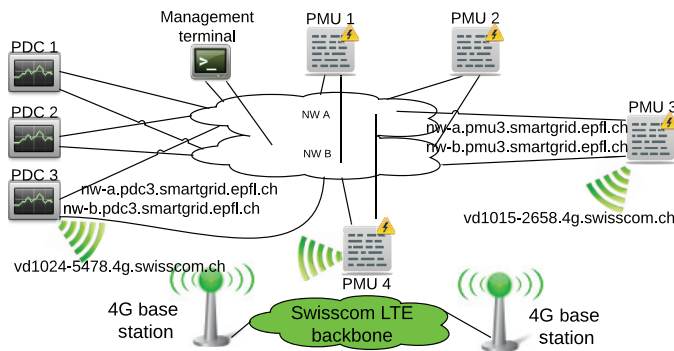 Management
terminal
PMU 1
PMU 2
PDC 1
PDC 2
PDC 3
NW A
NW B
PMU 3
nw-a.pmu3.smartgrid.epfl.ch
nw-b.pmu3.smartgrid.epfl.ch
nw-a.pdc3.smartgrid.epfl.ch
nw-b.pdc3.smartgrid.epfl.ch
vd1015-2658.4g.swisscom.ch
vd1024-5478.4g.swisscom.ch
PMU 4
4G base
station
Swisscom LTE
backbone
4G base
station
>_